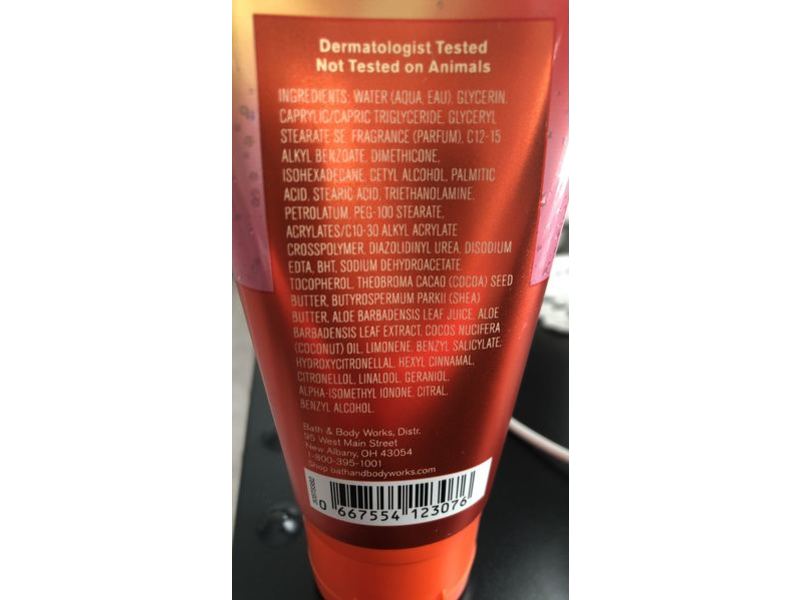 Dermatologist Tested
Not Tested on Animals
INGREDIENTS: WATER (AQUA, EAU), GLYCERIN,
CAPRYLIC/CAPRIC TRIGLYCERIDE, GLYCERYL
STEARATE SE, FRAGRANCE (PARFUM), C12-15
ALKYL BENZOATE, DIMETHICONE,
ISOHEXADECANE, CETYL ALCOHOL, PALMITIC
ACID, STEARIC ACID, TRIETHANOLAMINE,
PETROLATUM, PEG-100 STEARATE,
ACRYLATES/C10-30 ALKYL ACRYLATE
CROSSPOLYMER, DIAZOLIDINYL UREA, DISODIUM
EDTA, BHT, SODIUM DEHYDROACETATE,
TOCOPHEROL, THEOBROMA CACAO (COCOA) SEED
BUTTER, BUTYROSPERMUM PARKII (SHEA)
BUTTER, ALOE BARBADENSIS LEAF JUICE, ALOE
BARBADENSIS LEAF EXTRACT, COCOS NUCIFERA
(COCONUT) OIL, LIMONENE, BENZYL SALICYLATE,
HYDROXYCITRONELLAL, HEXYL CINNAMAL,
CITRONELLOL, LINALOOL, GERANIOL,
ALPHA-ISOMETHYL IONONE, CITRAL,
BENZYL ALCOHOL.
Bath & Body Works, Distr.
95 West Main Street
New Albany, OH 43054
1-800-395-1001
Shop bathandbodyworks.com
0 667554 123076